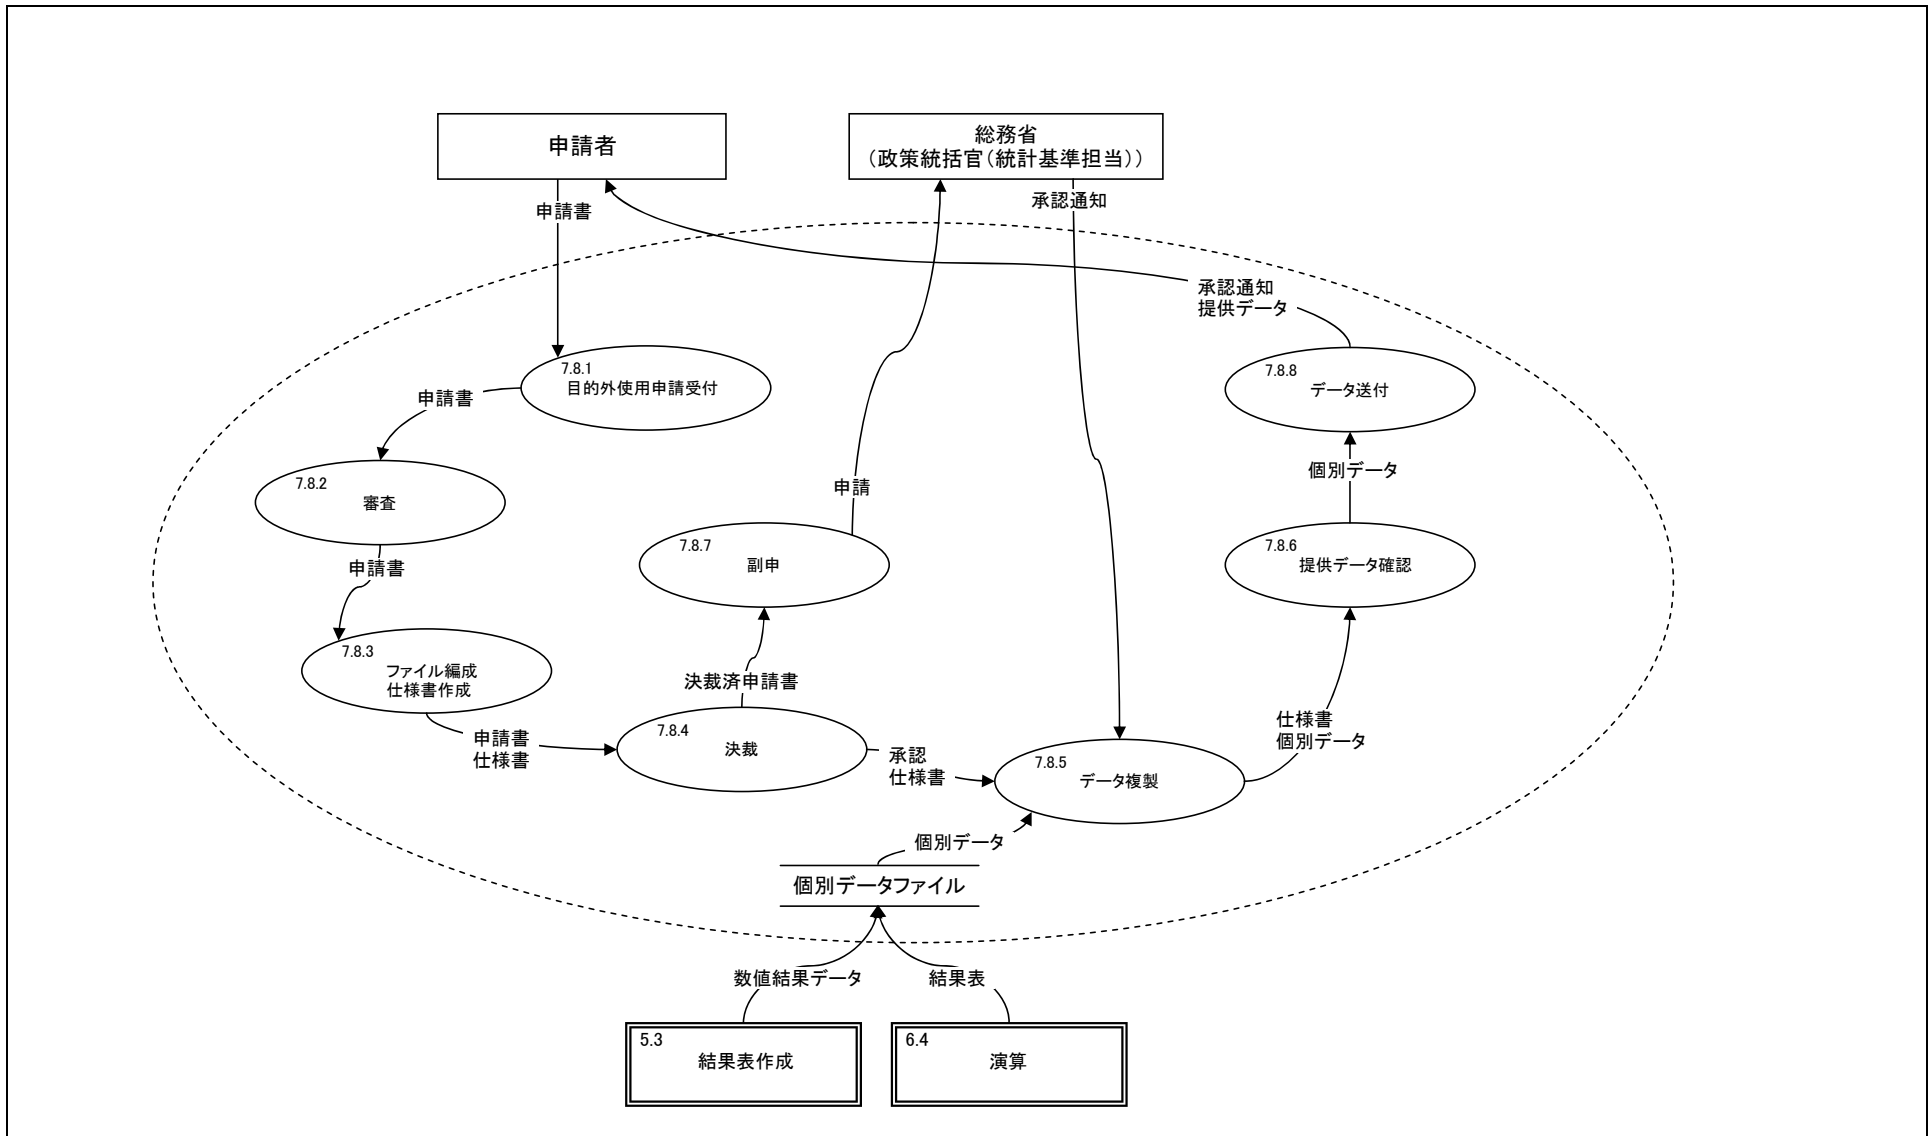 申請者
総務省
（政策統括官（統計基準担当））
申請書
承認通知
承認通知
提供データ
7.8.1
目的外使用申請受付
7.8.8
データ送付
申請書
個別データ
7.8.2
審査
申請
7.8.7
副申
7.8.6
提供データ確認
申請書
7.8.3
ファイル編成
仕様書作成
決裁済申請書
仕様書
個別データ
申請書
仕様書
7.8.4
決裁
承認
仕様書
7.8.5
データ複製
個別データ
個別データファイル
数値結果データ
結果表
5.3
結果表作成
6.4
演算